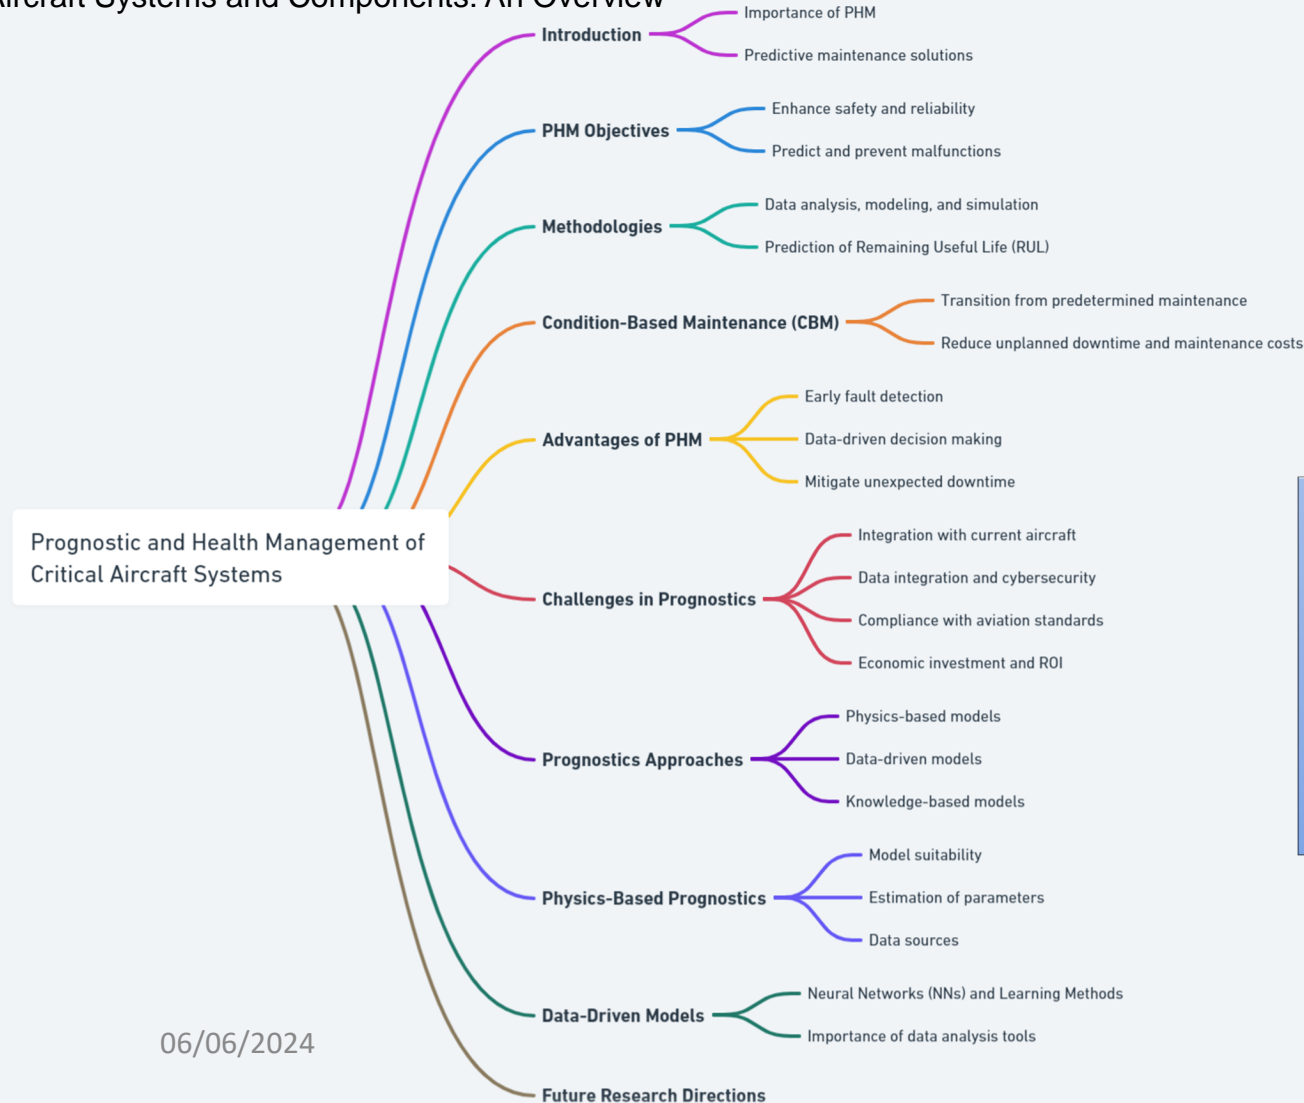 Aircraft Systems and Components: An Overview
Importance of PHM
Introduction
Predictive maintenance solutions
Enhance safety and reliability
PHM Objectives
Predict and prevent malfunctions
Data analysis, modeling, and simulation
Methodologies
Prediction of Remaining Useful Life (RUL)
Transition from predetermined maintenance
Condition-Based Maintenance (CBM)
Reduce unplanned downtime and maintenance costs
Early fault detection
Advantages of PHM
Data-driven decision making
Mitigate unexpected downtime
Prognostic and Health Management of
Critical Aircraft Systems
Integration with current aircraft
Data integration and cybersecurity
Challenges in Prognostics
Compliance with aviation standards
Economic investment and ROI
Physics-based models
Prognostics Approaches
Data-driven models
Knowledge-based models
Model suitability
Physics-Based Prognostics
Estimation of parameters
Data sources
Neural Networks (NNs) and Learning Methods
Data-Driven Models
Importance of data analysis tools
06/06/2024
Future Research Directions